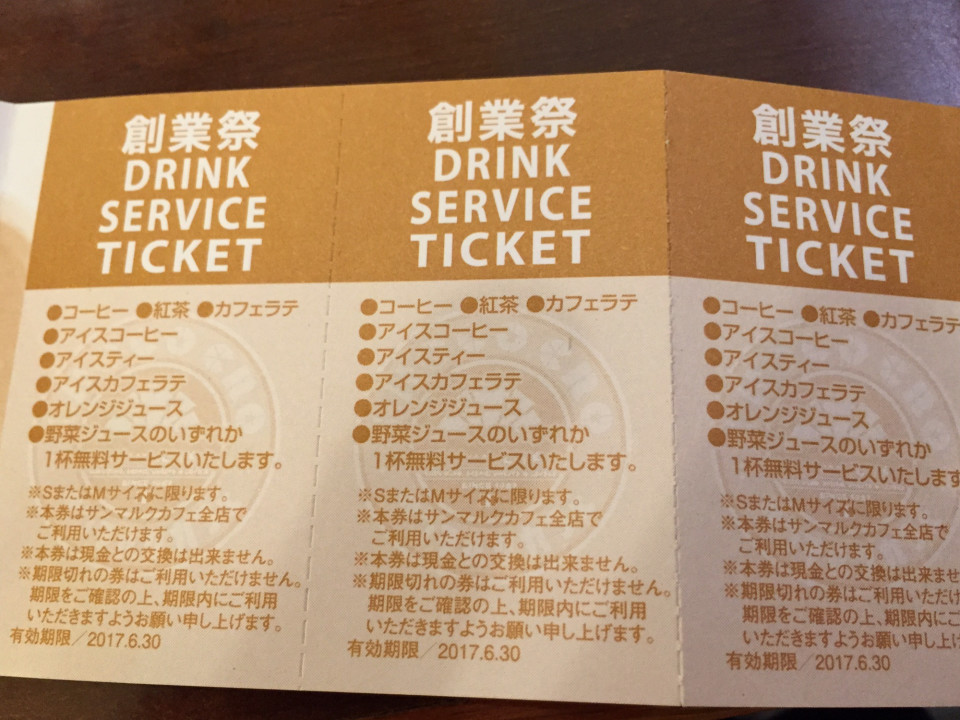 創業祭
DRINK
SERVICE
TICKET
●コーヒー ●紅茶 ●カフェラテ
●アイスコーヒー
●アイスティー
●アイスカフェラテ
●オレンジジュース
●野菜ジュースのいずれか
1杯無料サービスいたします。
※SまたはMサイズに限ります。
※本券はサンマルクカフェ全店で
ご利用いただけます。
※本券は現金との交換は出来ません。
※期限切れの券はご利用いただけません。
期限をご確認の上、期限内にご利用
いただきますようお願い申し上げます。
有効期限/2017.6.30
創業祭
DRINK
SERVICE
TICKET
●コーヒー ●紅茶 ●カフェラテ
●アイスコーヒー
●アイスティー
●アイスカフェラテ
●オレンジジュース
●野菜ジュースのいずれか
1杯無料サービスいたします。
※SまたはMサイズに限ります。
※本券はサンマルクカフェ全店で
ご利用いただけます。
※本券は現金との交換は出来ません。
※期限切れの券はご利用いただけません。
期限をご確認の上、期限内にご利用
いただきますようお願い申し上げます。
有効期限/2017.6.30
創業祭
DRINK
SERVICE
TICKET
●コーヒー ●紅茶 ●カフェラテ
●アイスコーヒー
●アイスティー
●アイスカフェラテ
●オレンジジュース
●野菜ジュースのいずれか
1杯無料サービスいたします
※SまたはMサイズに限ります。
※本券はサンマルクカフェ全店で
ご利用いただけます。
※本券は現金との交換は出来ませ
※期限切れの券はご利用いただけ
期限をご確認の上、期限内にご
いただきますようお願い申し上げ
有効期限/2017.6.30